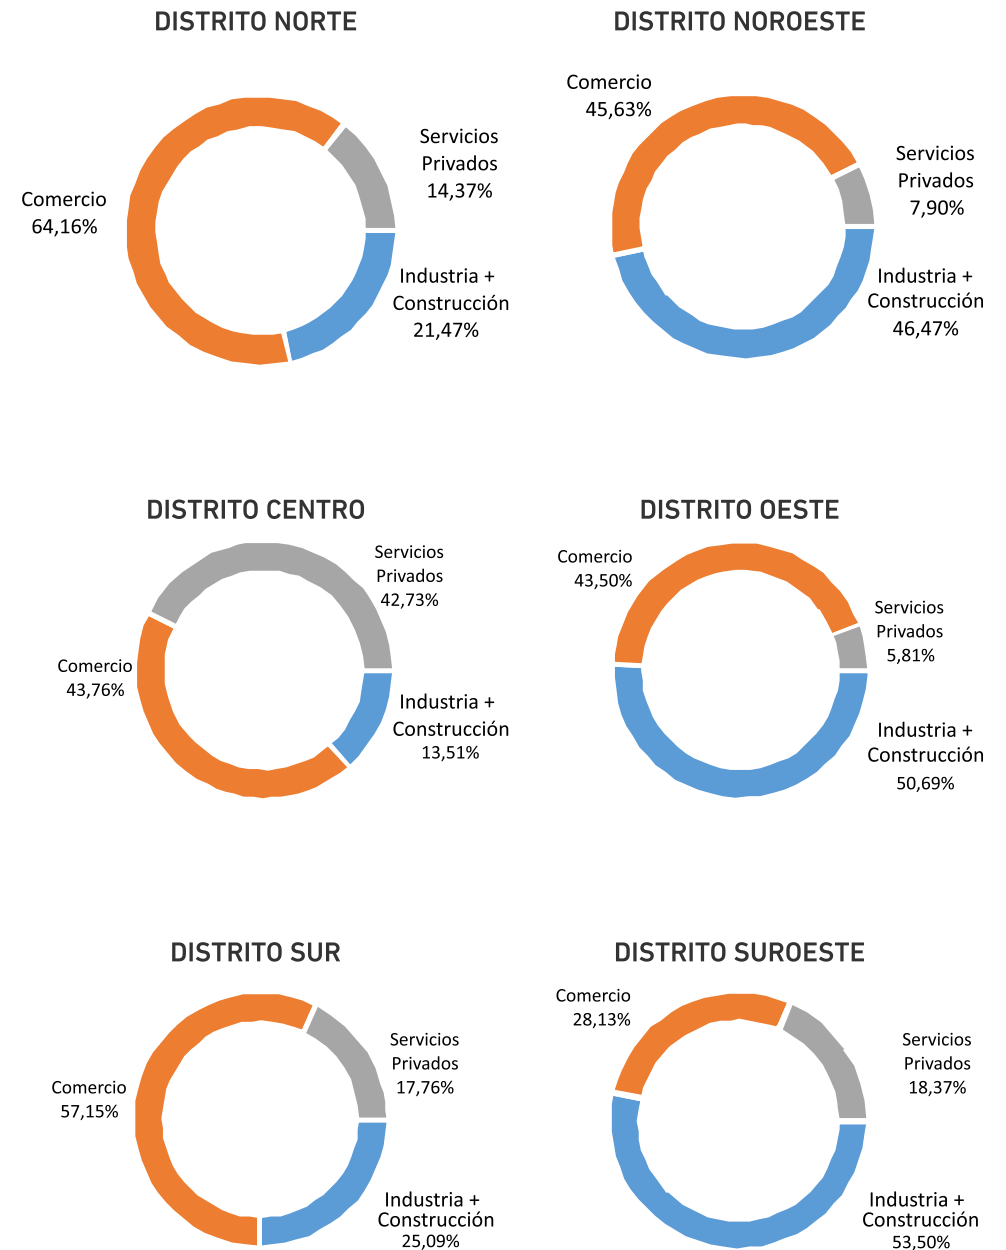 DISTRITO NORTE
Comercio
64,16%
Servicios
Privados
14,37%
Industria +
Construcción
21,47%
DISTRITO NOROESTE
Comercio
45,63%
Servicios
Privados
7,90%
Industria +
Construcción
46,47%
DISTRITO CENTRO
Servicios
Privados
42,73%
Comercio
43,76%
Industria +
Construcción
13,51%
DISTRITO OESTE
Comercio
43,50%
Servicios
Privados
5,81%
Industria +
Construcción
50,69%
DISTRITO SUR
Comercio
57,15%
Servicios
Privados
17,76%
Industria +
Construcción
25,09%
DISTRITO SUROESTE
Comercio
28,13%
Servicios
Privados
18,37%
Industria +
Construcción
53,50%